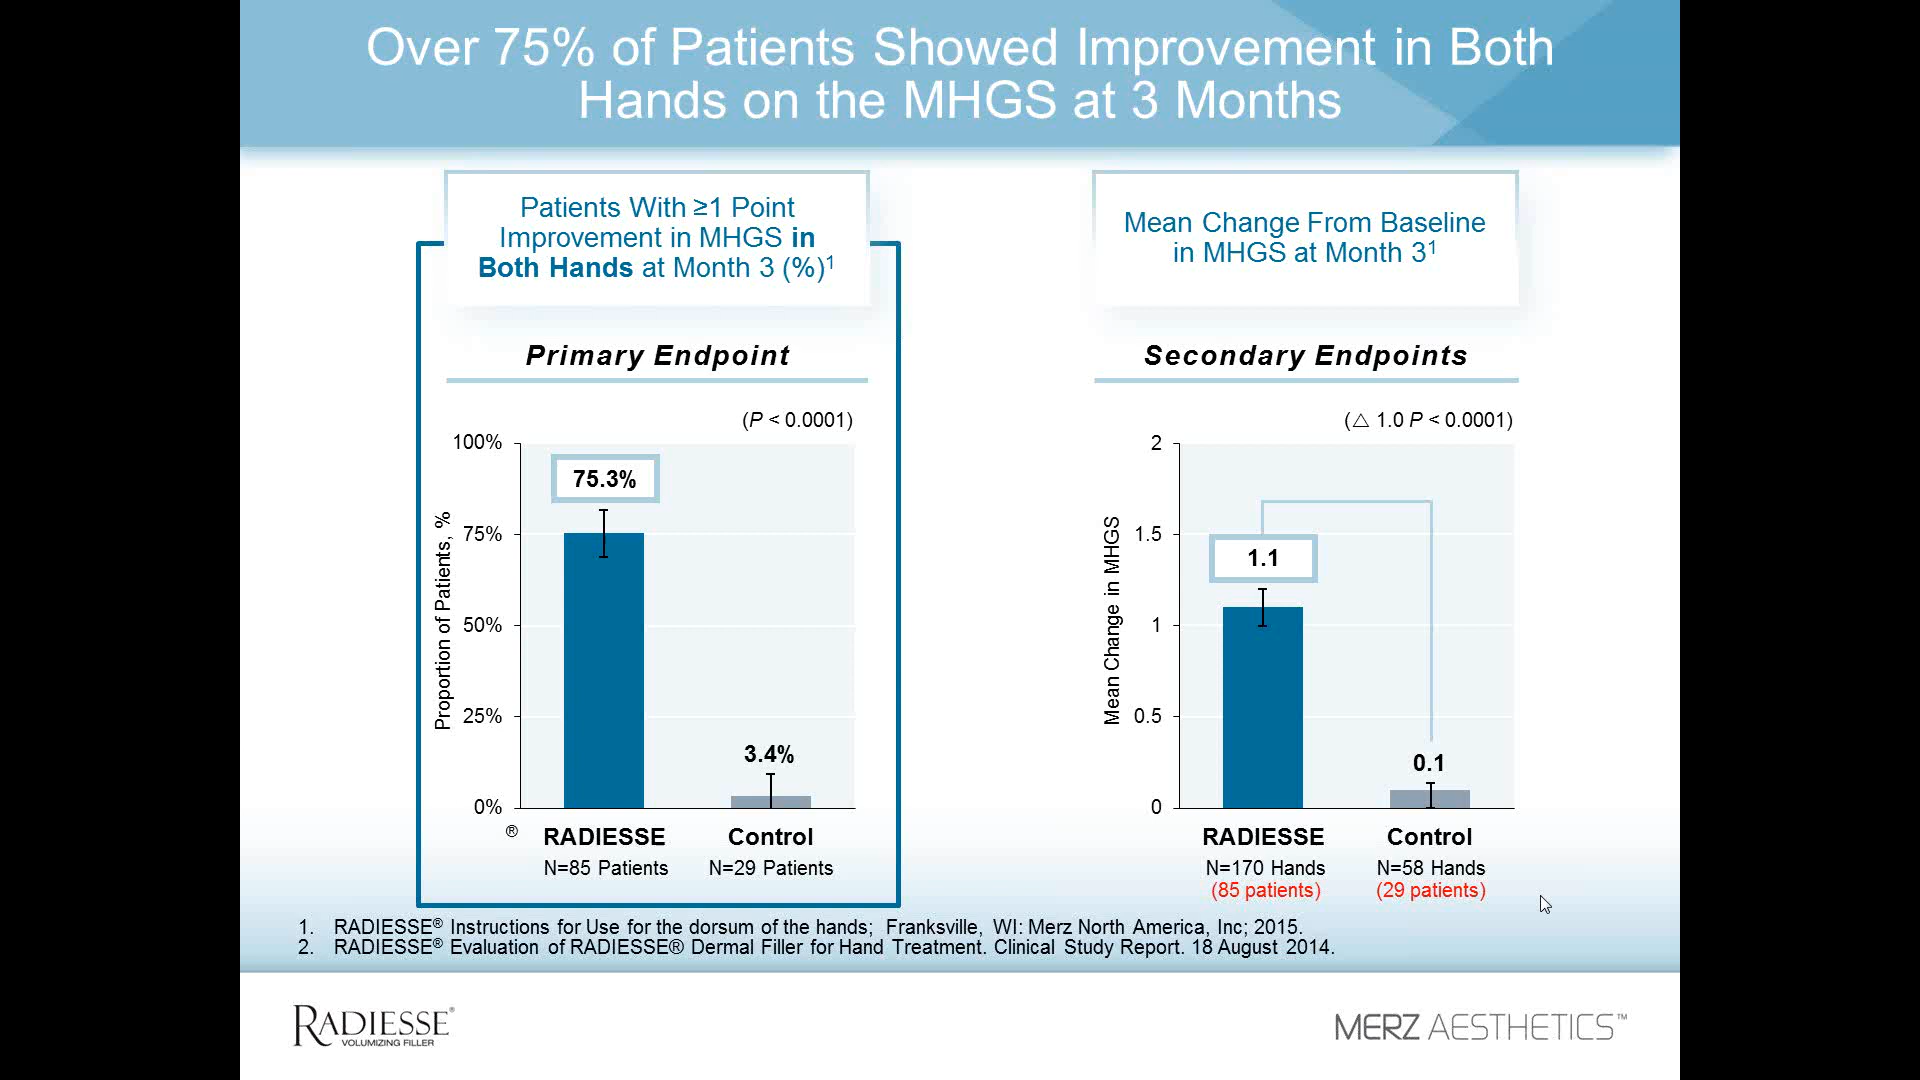 Over 75% of Patients Showed Improvement in Both
Hands on the MHGS at 3 Months
Patients With ≥1 Point
Improvement in MHGS in
Both Hands at Month 3 (%)1
Primary Endpoint
(P < 0.0001)
Proportion of Patients, %
100%
75%
50%
25%
0%
75.3%
3.4%
® RADIESSE Control
N=85 Patients N=29 Patients
Mean Change From Baseline
in MHGS at Month 31
Secondary Endpoints
(△ 1.0 P < 0.0001)
Mean Change in MHGS
2
1.5
1
0.5
0
1.1
0.1
RADIESSE Control
N=170 Hands N=58 Hands
(85 patients) (29 patients)
1. RADIESSE® Instructions for Use for the dorsum of the hands; Franksville, WI: Merz North America, Inc; 2015.
2. RADIESSE® Evaluation of RADIESSE® Dermal Filler for Hand Treatment. Clinical Study Report. 18 August 2014.
RADIESSE®
VOLUMIZING FILLER
MERZ AESTHETICS™